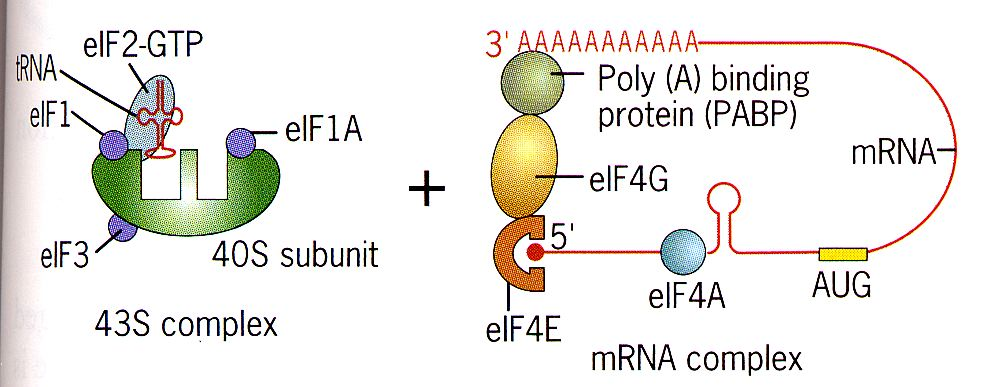 eIF2-GTP
tRNA
eIF1
eIF1A
eIF3
40S subunit
43S complex
+
3' AAAAAAAAAAA
Poly (A) binding
protein (PABP)
mRNA
eIF4G
5'
eIF4A
AUG
eIF4E
mRNA complex